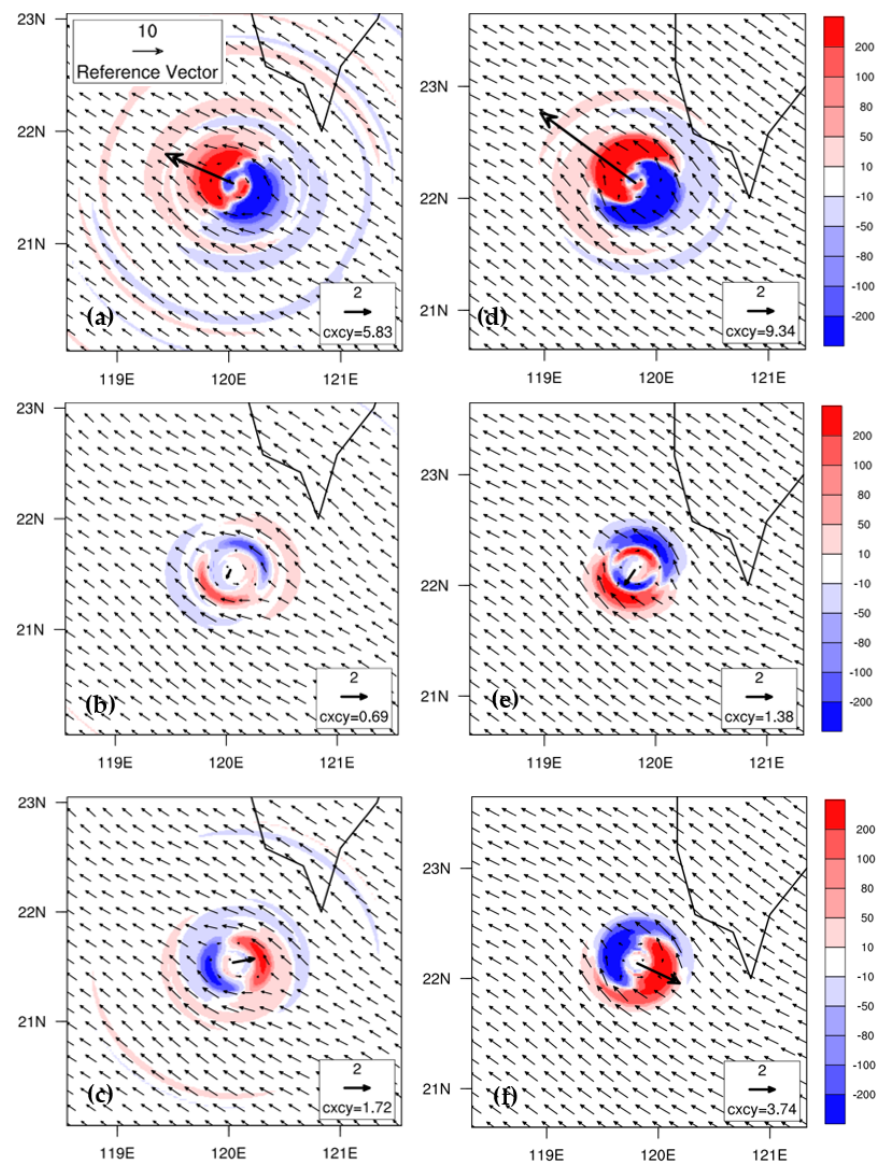 23N
10
Reference Vector
22N
21N
(a)
2
cxcy=5.83
119E 120E 121E
23N
22N
21N
(d)
2
cxcy=9.34
119E 120E 121E
200
100
80
50
10
-10
-50
-80
-100
-200
23N
22N
21N
(b)
2
cxcy=0.69
119E 120E 121E
23N
22N
21N
(e)
2
cxcy=1.38
119E 120E 121E
200
100
80
50
10
-10
-50
-80
-100
-200
23N
22N
21N
(c)
2
cxcy=1.72
119E 120E 121E
23N
22N
21N
(f)
2
cxcy=3.74
119E 120E 121E
200
100
80
50
10
-10
-50
-80
-100
-200